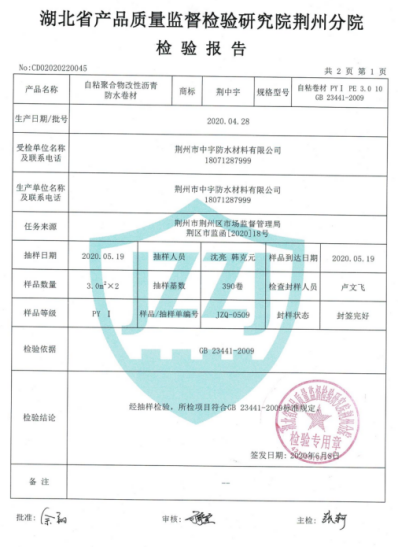 湖北省产品质量监督检验研究院荆州分院
检验报告
No:CD02020220045
共 2 页 第 1 页
产品名称 自粘聚合物改性沥青防水卷材 商标 荆中宇 规格型号 自粘卷材 PYⅠ PE 3.0 10 GB 23441-2009
生产日期/批号 2020.04.28
受检单位名称及联系电话 荆州市中宇防水材料有限公司 18071287999
生产单位名称及联系电话 荆州市中宇防水材料有限公司 18071287999
任务来源 荆州市荆州区市场监督管理局 荆区市监函[2020]18号
抽样日期 2020.05.19 抽样人员 沈亮 韩克元 样品到达日期 2020.05.19
样品数量 3.0m²×2 抽样基数 390卷 检查封样人员 卢文飞
样品等级 PY Ⅰ 样品/抽样单编号 JZQ-0509 封样状态 封签完好
检验依据 GB 23441-2009
JZZJ
检验结论 经抽样检验，所检项目符合GB 23441-2009标准规定。
检验专用章
签发日期：2020年6月8日
备注 --
批准： 审核： 主检：